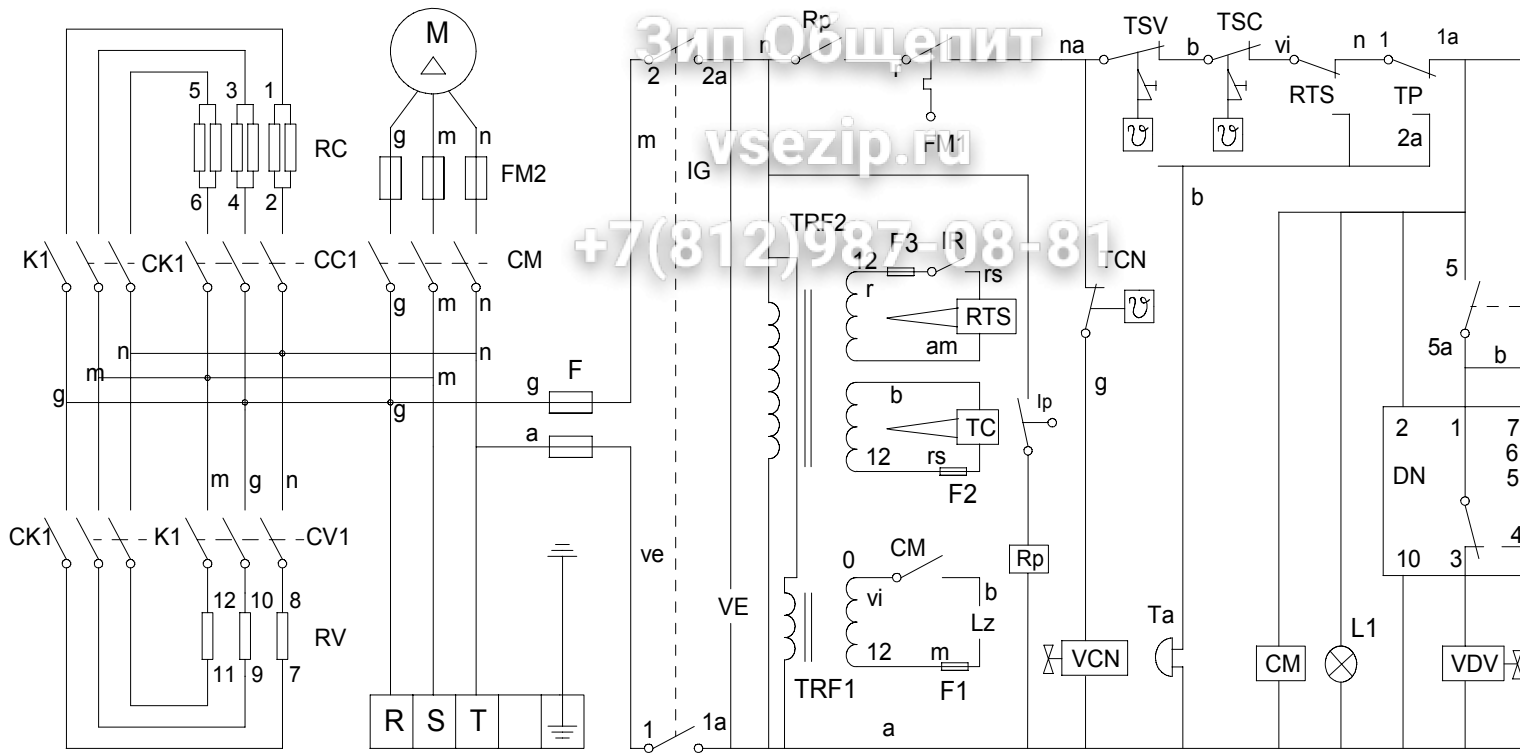 M
Rp
Зип Общепит
TSV
TSC
n
na
b
vi
n
1
1a
2
2a
r
RTS
TP
5
3
1
RC
g
m
n
FM2
m
vsezip.ru
FM1
2a
6
4
2
IG
b
TRF2
+7(812)987-08-81
K1
CK1
CC1
CM
12
F3
IR
TCN
5
r
rs
g
m
n
RTS
n
n
am
5a
b
m
m
g
F
g
g
g
b
Ip
a
TC
2
1
7
12
rs
6
DN
5
m
g
n
F2
CK1
K1
CV1
ve
0
CM
Rp
10
3
4
12
10
8
vi
b
VE
Ta
RV
Lz
L1
11
9
7
12
m
VCN
CM
VDV
TRF1
F1
R
S
T
1
1a
a